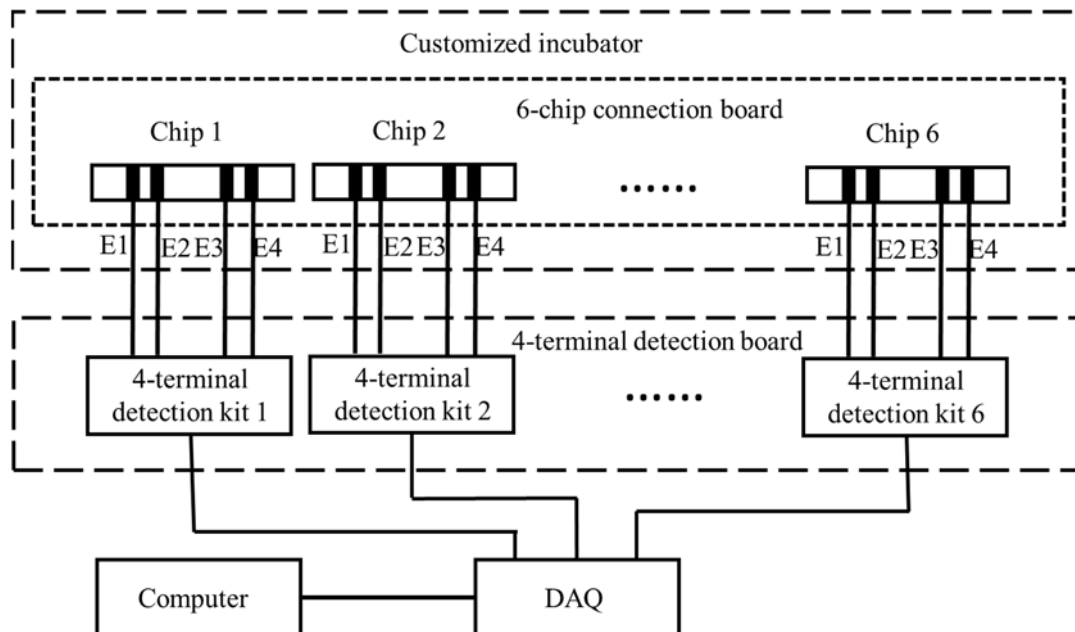 Customized incubator
6-chip connection board
Chip 1
Chip 2
Chip 6
......
E1
E2
E3
E4
E1
E2
E3
E4
E1
E2
E3
E4
4-terminal detection board
4-terminal
detection kit 1
4-terminal
detection kit 2
......
4-terminal
detection kit 6
Computer
DAQ